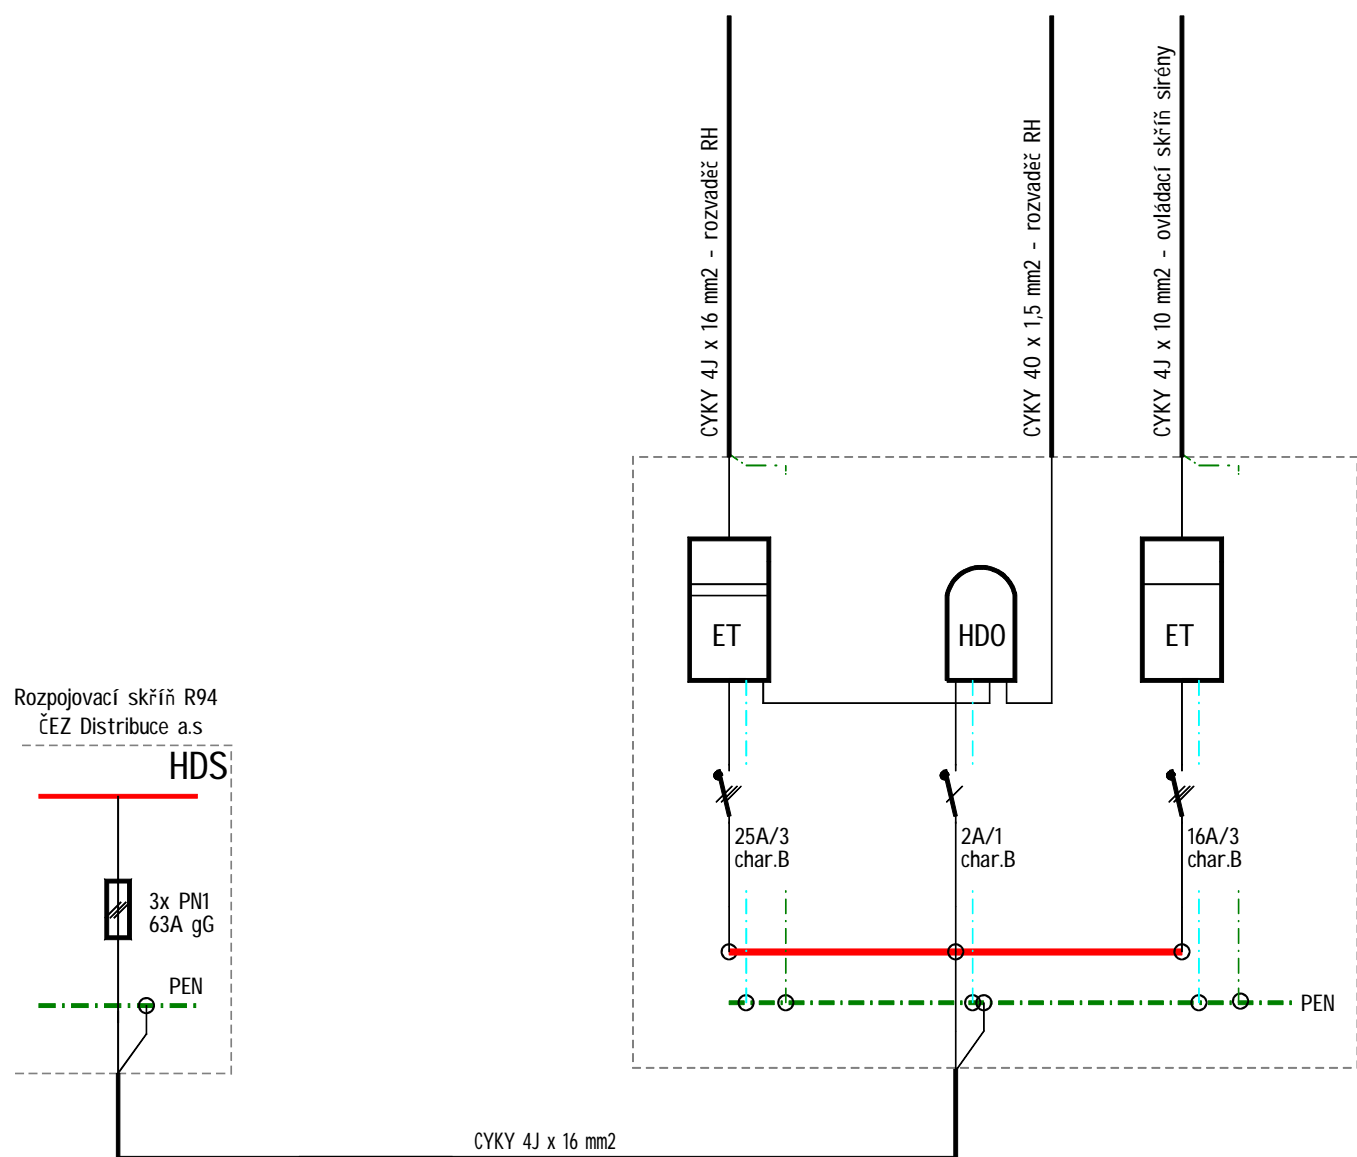 CYKY 4J x 16 mm2 - rozvaděč RH
CYKY 4O x 1,5 mm2 - rozvaděč RH
CYKY 4J x 10 mm2 - ovládací skříň sirény
ET
HDO
ET
Rozpojovací skříň R94
ČEZ Distribuce a.s
HDS
25A/3
char.B
2A/1
char.B
16A/3
char.B
3x PN1
63A gG
PEN
PEN
CYKY 4J x 16 mm2